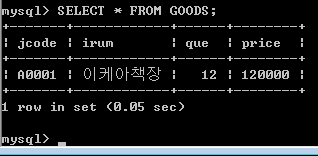 mysql> SELECT * FROM GOODS;
+-------+------------+------+--------+
| jcode | irum | que | price |
+-------+------------+------+--------+
| A0001 | 이케아책장 | 12 | 120000 |
+-------+------------+------+--------+
1 row in set (0.05 sec)
mysql>